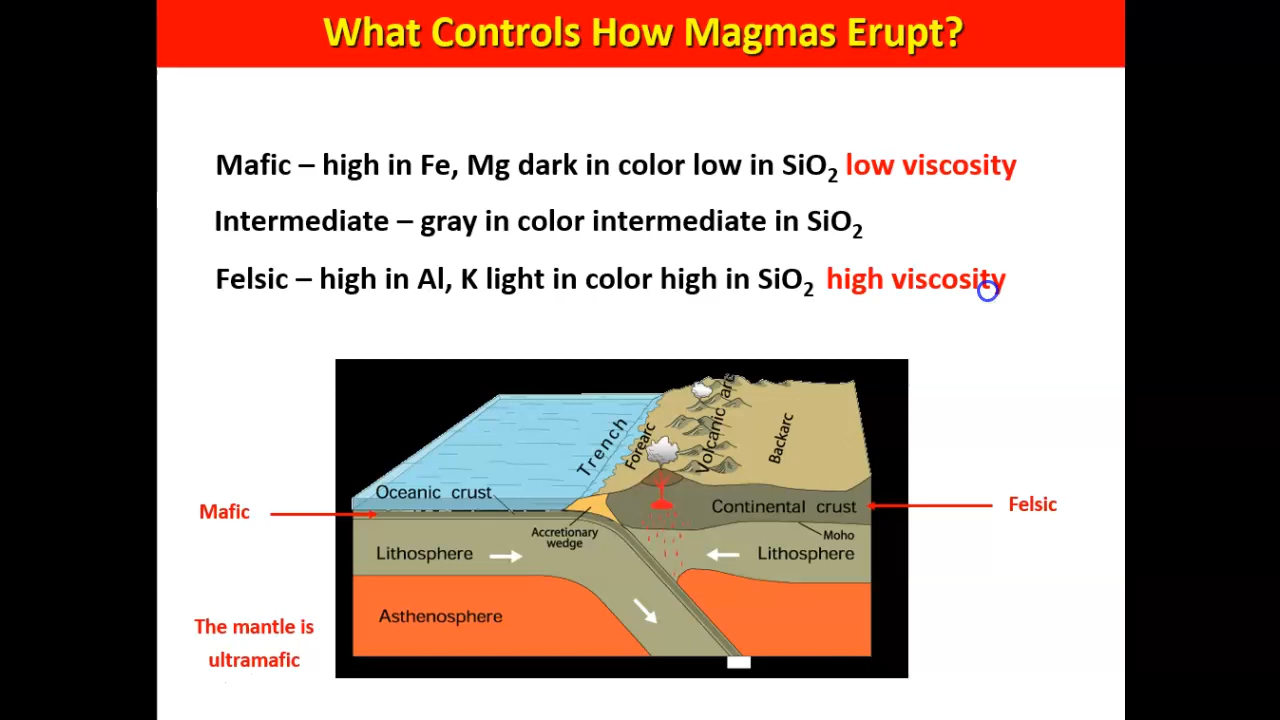 What Controls How Magmas Erupt?
Mafic – high in Fe, Mg dark in color low in SiO₂ low viscosity
Intermediate – gray in color intermediate in SiO₂
Felsic – high in Al, K light in color high in SiO₂ high viscosity
Trench
Forearc
Volcanic arc
Backarc
Oceanic crust
Mafic
Accretionary
wedge
Continental crust
Felsic
Moho
Lithosphere
Lithosphere
Asthenosphere
The mantle is
ultramafic